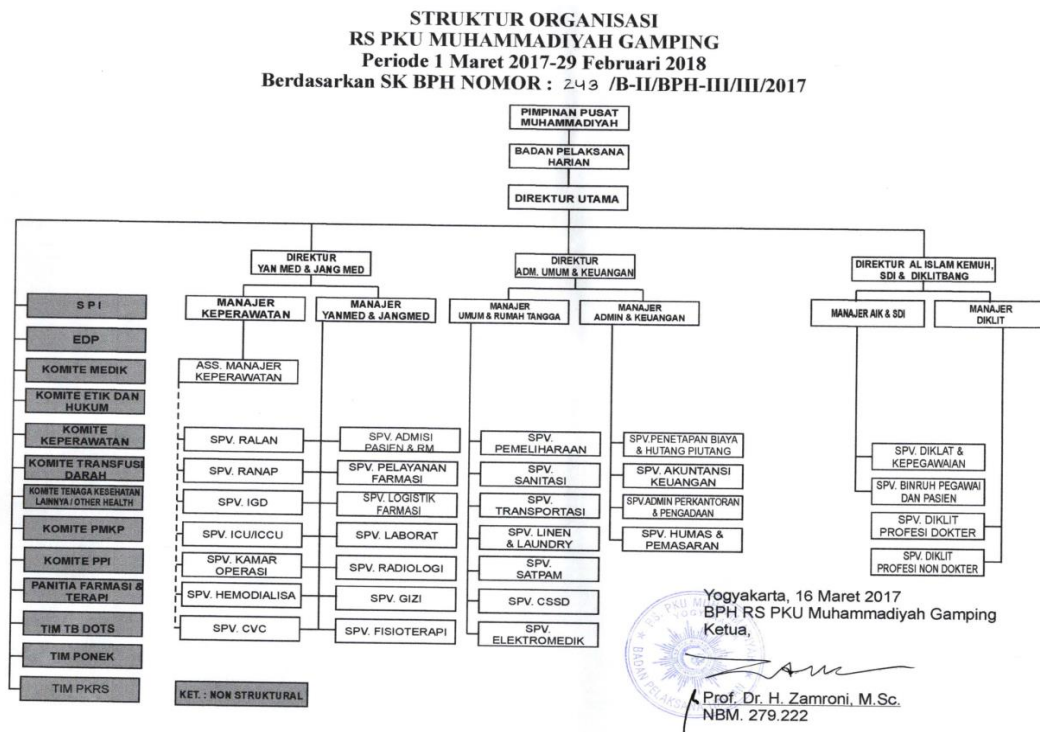 STRUKTUR ORGANISASI
RS PKU MUHAMMADIYAH GAMPING
Periode 1 Maret 2017-29 Februari 2018
Berdasarkan SK BPH NOMOR : 243 /B-II/BPH-III/III/2017
PIMPINAN PUSAT
MUHAMMADIYAH
BADAN PELAKSANA
HARIAN
DIREKTUR UTAMA
DIREKTUR
YAN MED & JANG MED
DIREKTUR
ADM. UMUM & KEUANGAN
DIREKTUR AL ISLAM KEMUH,
SDI & DIKLITBANG
MANAJER
KEPERAWATAN
MANAJER
YANMED & JANGMED
MANAJER
UMUM & RUMAH TANGGA
MANAJER
ADMIN & KEUANGAN
MANAJER AIK & SDI
MANAJER
DIKLIT
S P I
EDP
KOMITE MEDIK
KOMITE ETIK DAN
HUKUM
KOMITE
KEPERAWATAN
KOMITE TRANSFUSI
DARAH
KOMITE TENAGA KESEHATAN
LAINNYA / OTHER HEALTH
KOMITE PMKP
KOMITE PPI
PANITIA FARMASI &
TERAPI
TIM TB DOTS
TIM PONEK
TIM PKRS
ASS. MANAJER
KEPERAWATAN
SPV. RALAN
SPV. RANAP
SPV. IGD
SPV. ICU/ICCU
SPV. KAMAR
OPERASI
SPV. HEMODIALISA
SPV. CVC
SPV. ADMISI
PASIEN & RM
SPV. PELAYANAN
FARMASI
SPV. LOGISTIK
FARMASI
SPV. LABORAT
SPV. RADIOLOGI
SPV. GIZI
SPV. FISIOTERAPI
SPV.
PEMELIHARAAN
SPV.
SANITASI
SPV.
TRANSPORTASI
SPV. LINEN
& LAUNDRY
SPV.
SATPAM
SPV. CSSD
SPV.
ELEKTROMEDIK
SPV.PENETAPAN BIAYA
& HUTANG PIUTANG
SPV. AKUNTANSI
KEUANGAN
SPV.ADMIN PERKANTORAN
& PENGADAAN
SPV. HUMAS &
PEMASARAN
SPV. DIKLAT &
KEPEGAWAIAN
SPV. BINRUH PEGAWAI
DAN PASIEN
SPV. DIKLIT
PROFESI DOKTER
SPV. DIKLIT
PROFESI NON DOKTER
KET. : NON STRUKTURAL
Yogyakarta, 16 Maret 2017
BPH RS PKU Muhammadiyah Gamping
Ketua,
Prof. Dr. H. Zamroni, M.Sc.
NBM. 279.222